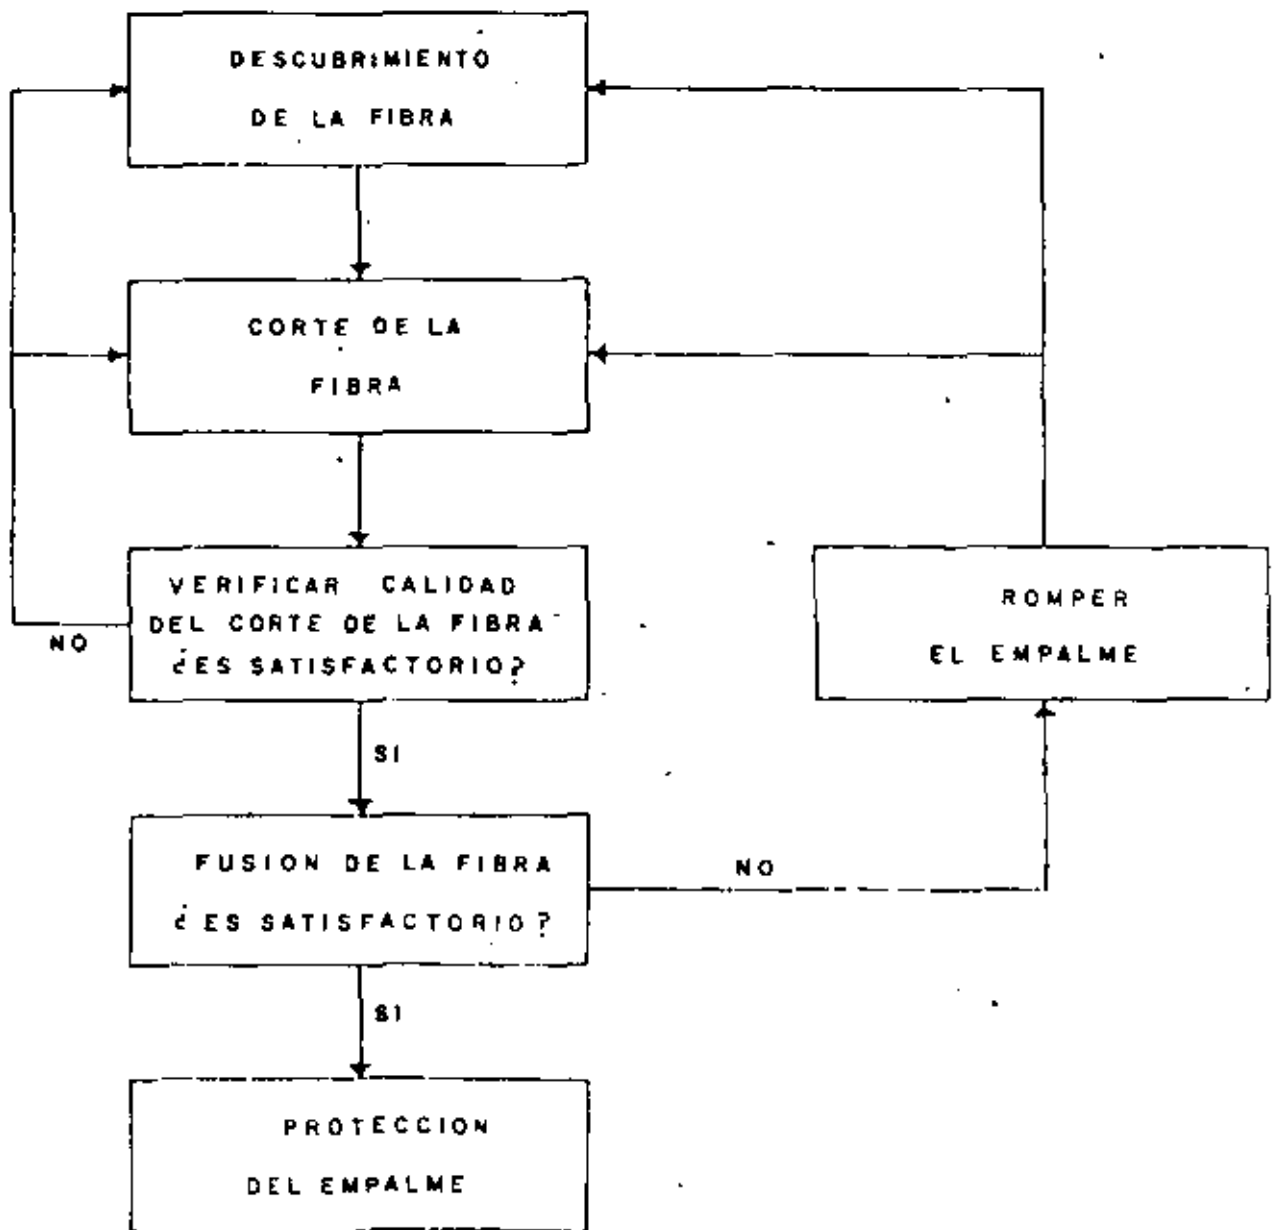 DESCUBRIMIENTO
DE LA FIBRA
CORTE DE LA
FIBRA
VERIFICAR CALIDAD
DEL CORTE DE LA FIBRA
¿ES SATISFACTORIO?
NO
SI
ROMPER
EL EMPALME
FUSION DE LA FIBRA
¿ES SATISFACTORIO?
NO
SI
PROTECCION
DEL EMPALME